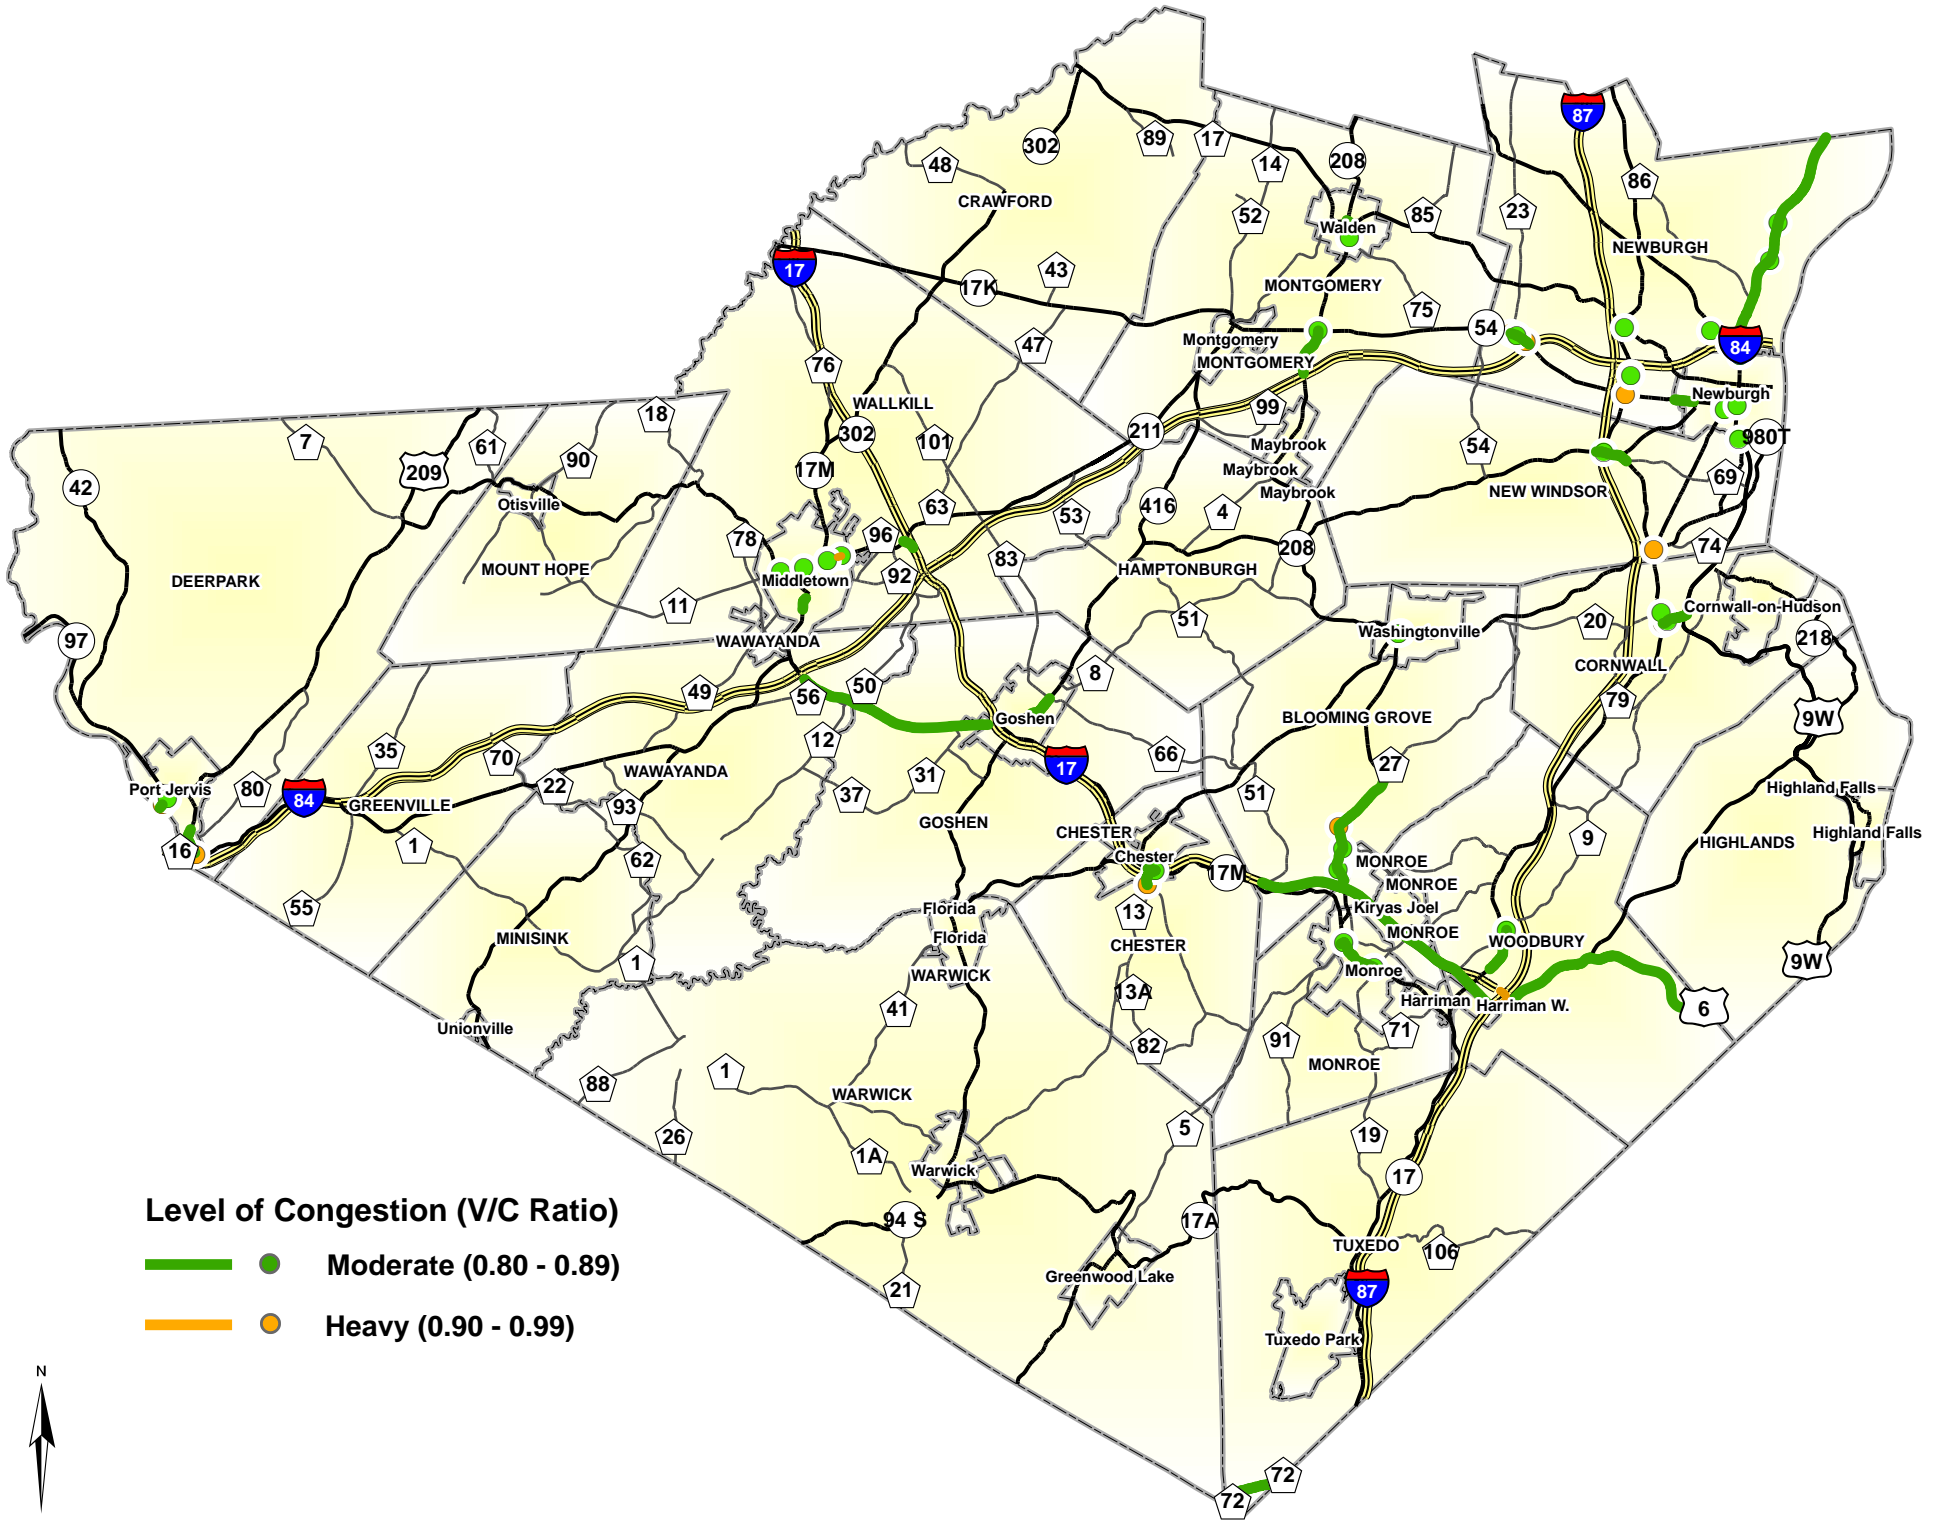 87
302
89
17
14
208
48
86
CRAWFORD
52
85
23
Walden
NEWBURGH
17
43
17K
MONTGOMERY
75
54
Montgomery
47
84
MONTGOMERY
76
Newburgh
WALLKILL
99
18
302
101
211
7
61
Maybrook
54
980T
90
17M
209
Maybrook
69
42
Otisville
63
416
Maybrook
NEW WINDSOR
53
4
96
78
208
74
83
MOUNT HOPE
Middletown
92
HAMPTONBURGH
DEERPARK
11
Cornwall-on-Hudson
51
20
97
WAWAYANDA
Washingtonville
218
CORNWALL
8
50
49
56
79
Goshen
BLOOMING GROVE
9W
12
35
66
70
17
27
WAWAYANDA
31
Port Jervis
80
84
22
37
51
Highland Falls
GREENVILLE
93
GOSHEN
CHESTER
Highland Falls
9
HIGHLANDS
1
16
62
Chester
MONROE
17M
MONROE
55
Florida
13
Kiryas Joel
MINISINK
Florida
CHESTER
MONROE
WOODBURY
1
WARWICK
Monroe
9W
13A
Harriman
Harriman W.
6
41
Unionville
71
91
82
MONROE
1
88
WARWICK
26
5
19
1A
Warwick
17
Level of Congestion (V/C Ratio)
94 S
17A
TUXEDO
106
Moderate (0.80 - 0.89)
Greenwood Lake
21
87
Heavy (0.90 - 0.99)
Tuxedo Park
N
72
72